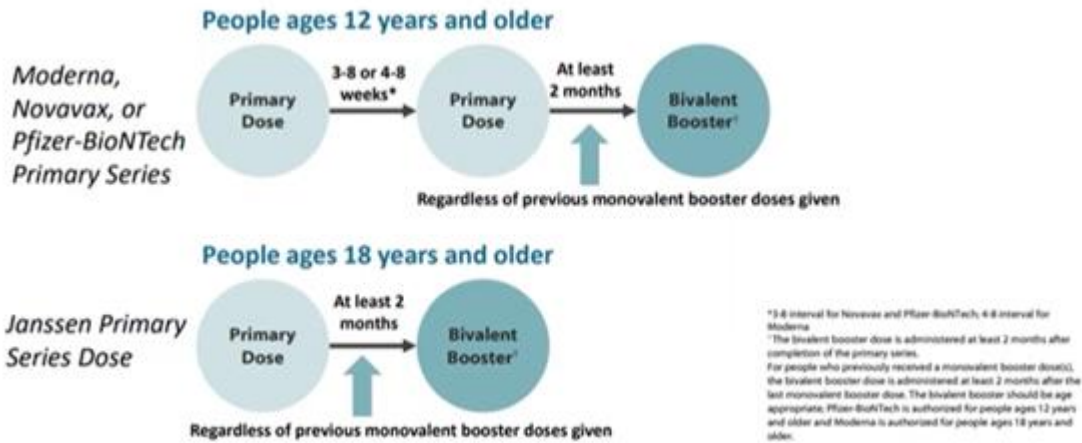 People ages 12 years and older
Moderna,
Novavax, or
Pfizer-BioNTech
Primary Series
Primary
Dose
3-8 or 4-8
weeks*
Primary
Dose
At least
2 months
Bivalent
Booster†
Regardless of previous monovalent booster doses given
People ages 18 years and older
Janssen Primary
Series Dose
Primary
Dose
At least 2
months
Bivalent
Booster†
Regardless of previous monovalent booster doses given
*3-8 interval for Novavax and Pfizer-BioNTech; 4-8 interval for
Moderna
†The bivalent booster dose is administered at least 2 months after
completion of the primary series.
For people who previously received a monovalent booster dose(s),
the bivalent booster dose is administered at least 2 months after the
last monovalent booster dose. The bivalent booster should be age
appropriate; Pfizer-BioNTech is authorized for people ages 12 years
and older and Moderna is authorized for people ages 18 years and
older.